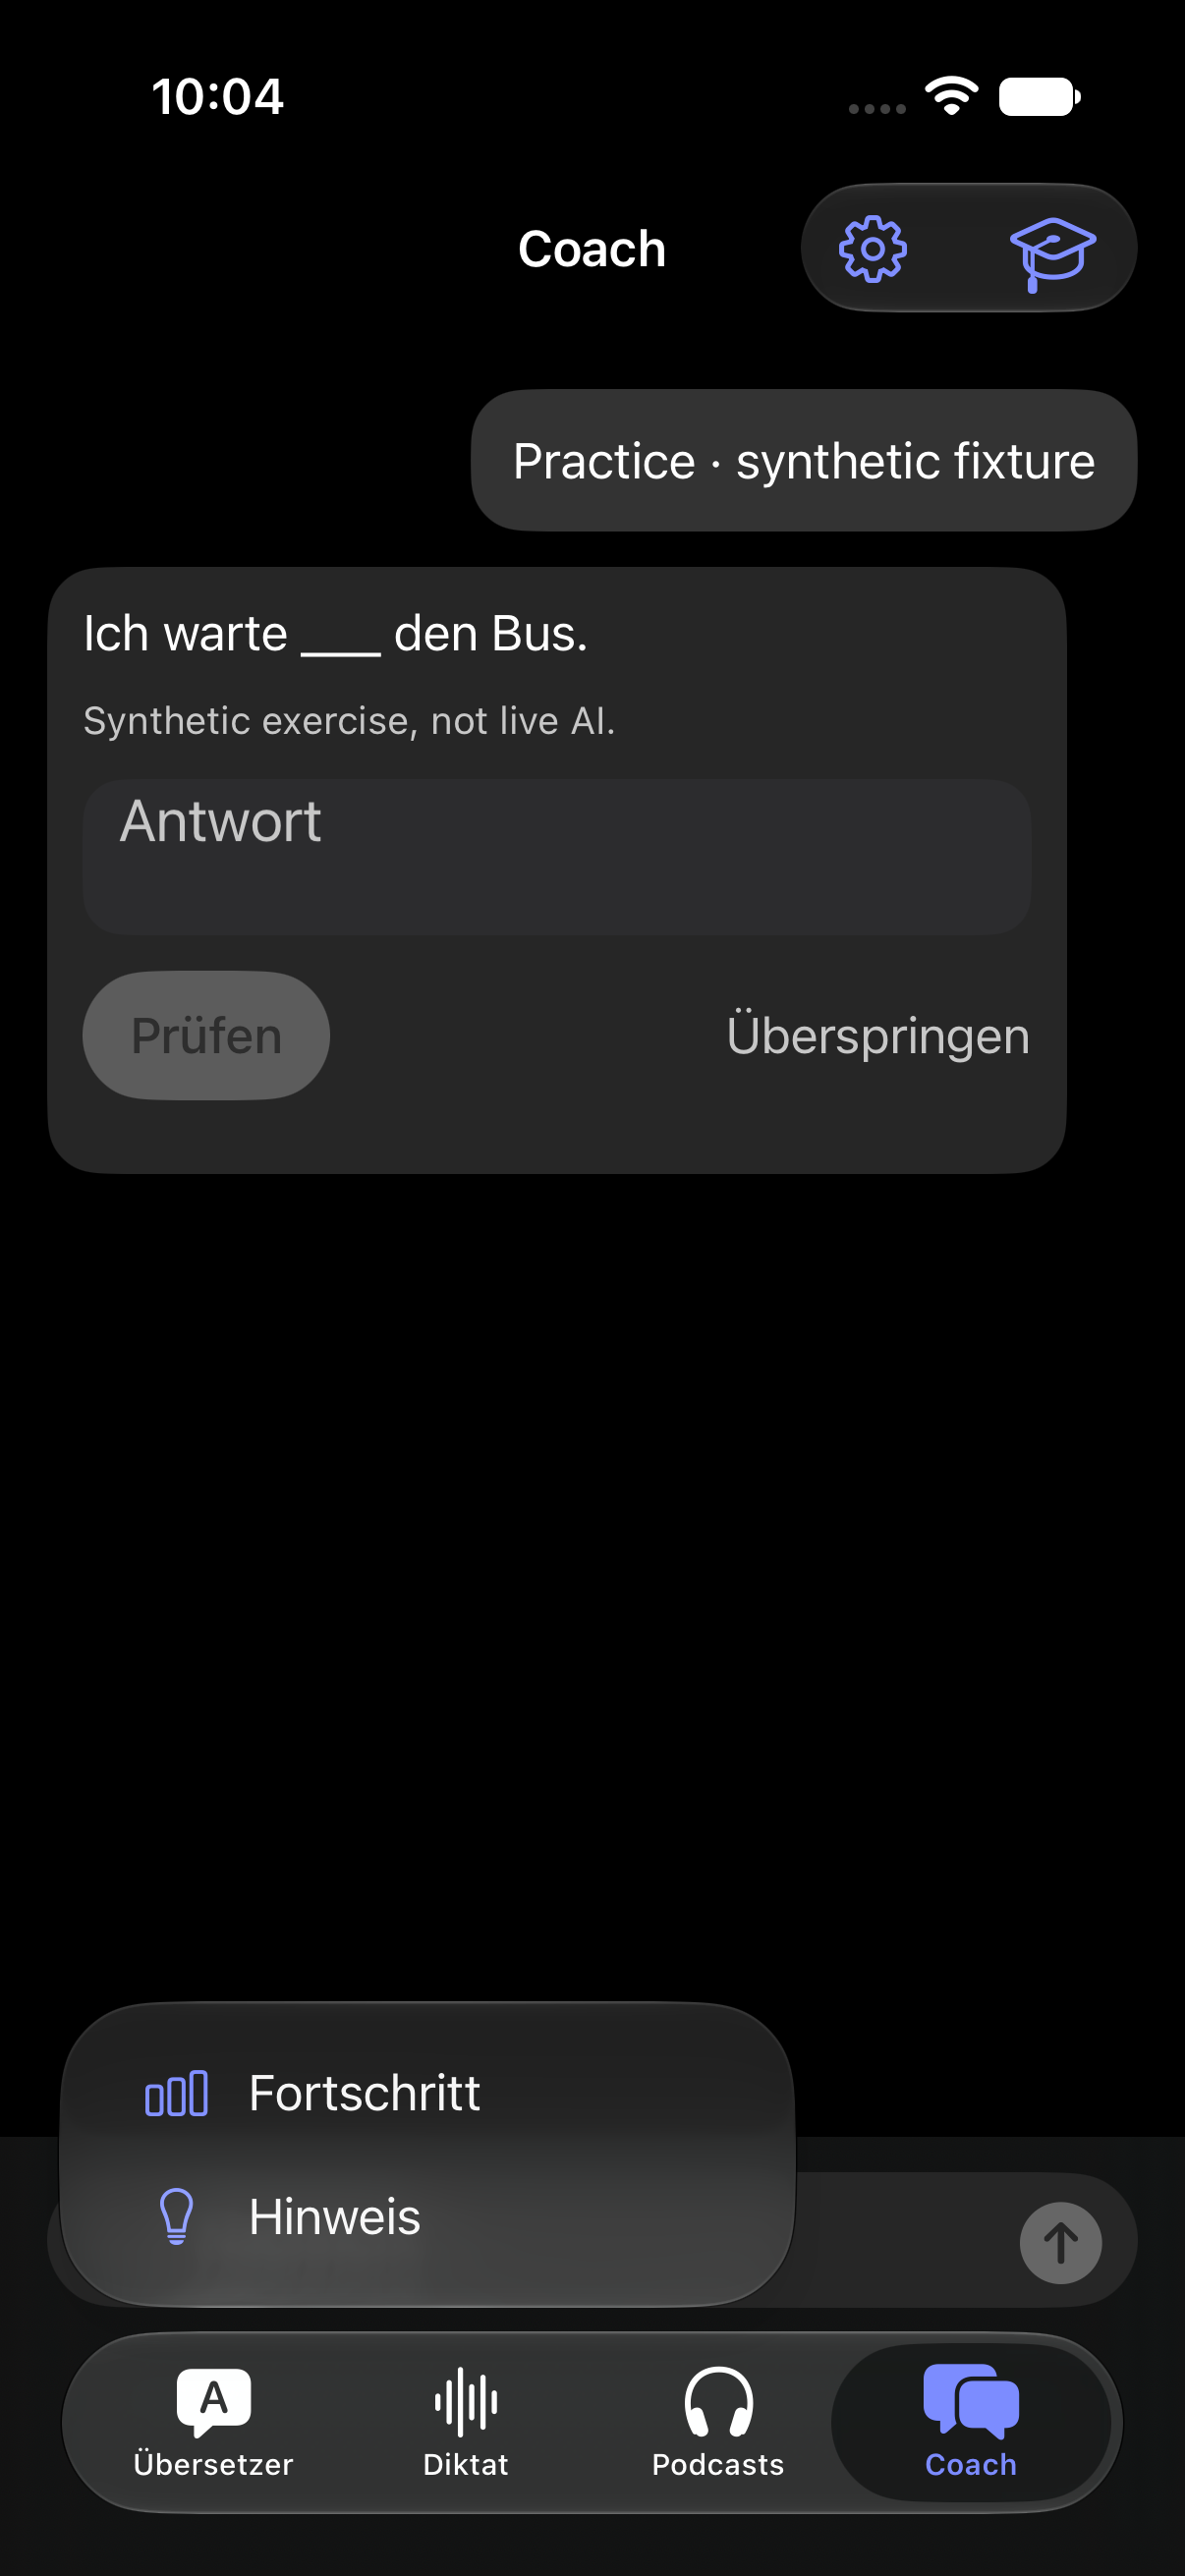 10:04
Coach
Practice · synthetic fixture
Ich warte ____ den Bus.
Synthetic exercise, not live AI.
Antwort
Prüfen
Überspringen
Fortschritt
Hinweis
A
Übersetzer
Diktat
Podcasts
Coach